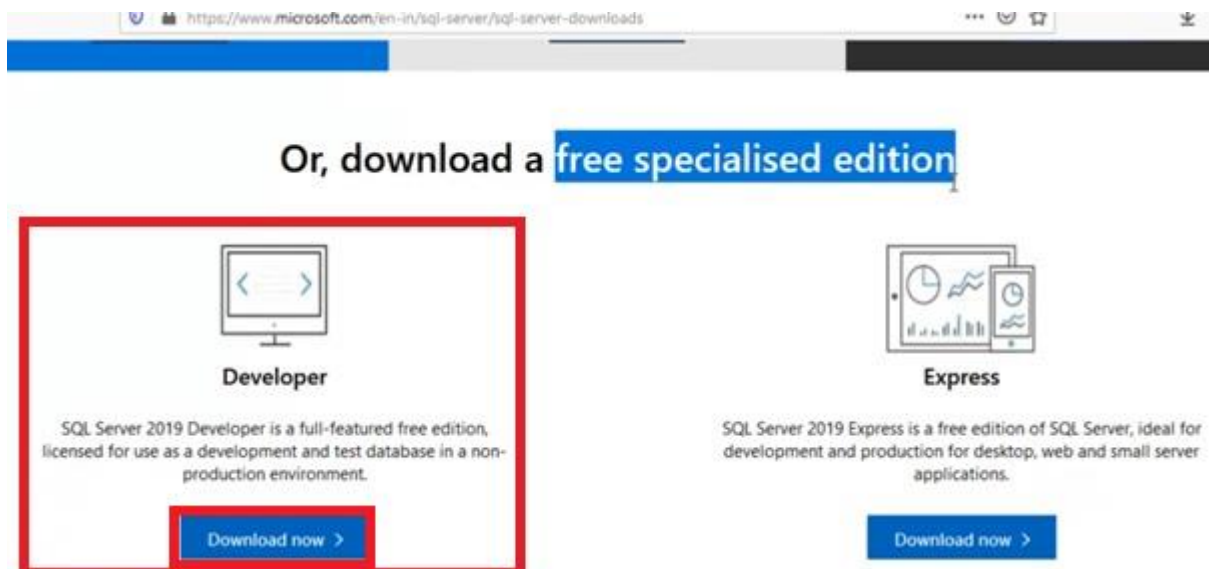 https://www.microsoft.com/en-in/sql-server/sql-server-downloads
Or, download a free specialised edition
Developer
SQL Server 2019 Developer is a full-featured free edition,
licensed for use as a development and test database in a non-
production environment.
Download now
Express
SQL Server 2019 Express is a free edition of SQL Server, ideal for
development and production for desktop, web and small server
applications.
Download now